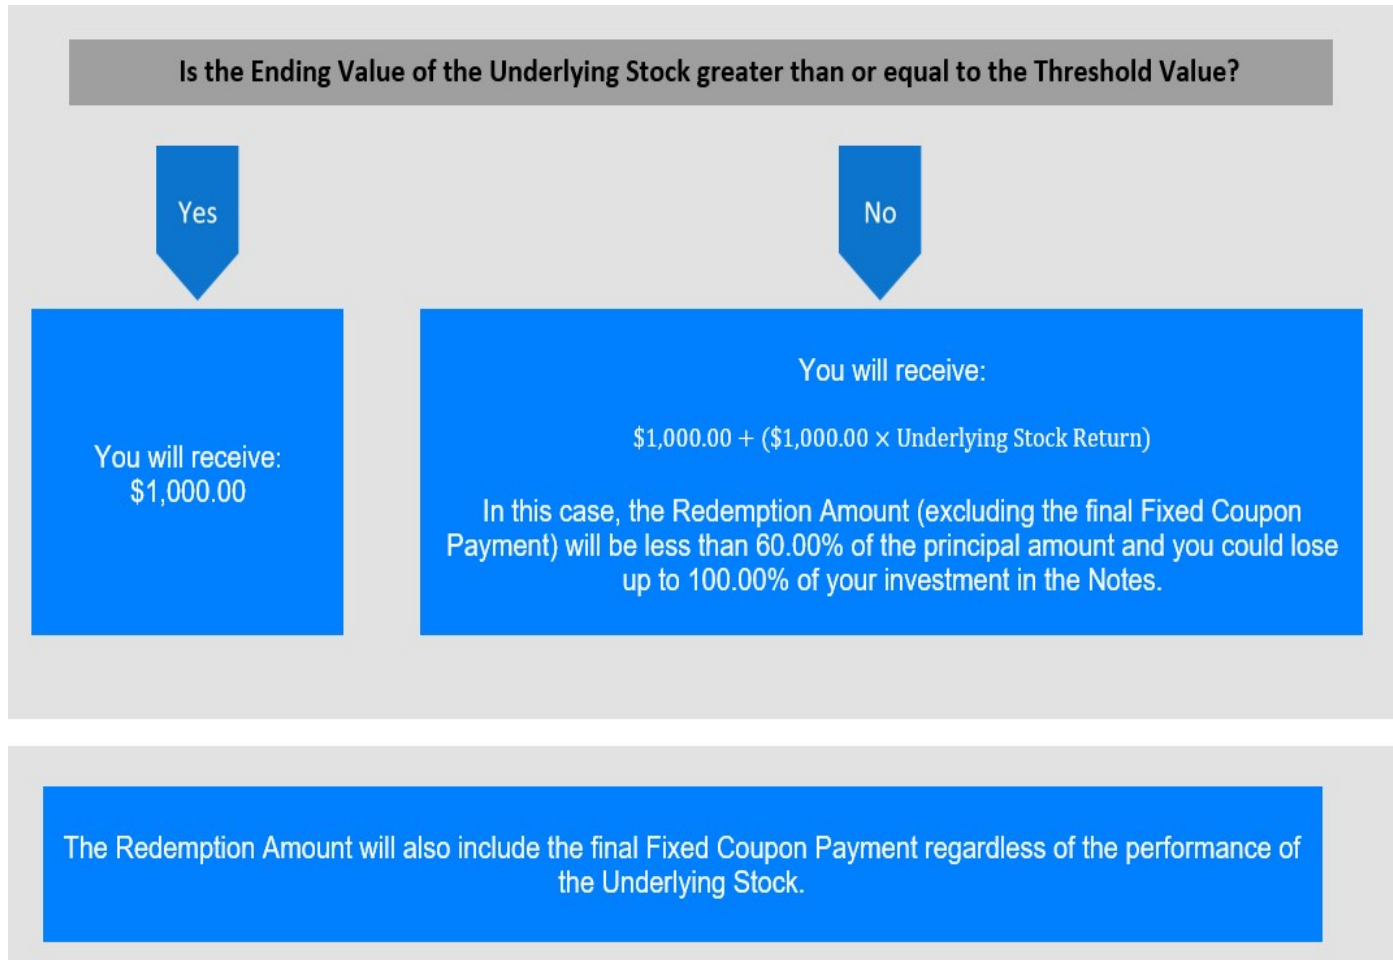 Is the Ending Value of the Underlying Stock greater than or equal to the Threshold Value?
Yes
No
You will receive:
$1,000.00
You will receive:
$1,000.00 + ($1,000.00 × Underlying Stock Return)
In this case, the Redemption Amount (excluding the final Fixed Coupon
Payment) will be less than 60.00% of the principal amount and you could lose
up to 100.00% of your investment in the Notes.
The Redemption Amount will also include the final Fixed Coupon Payment regardless of the performance of
the Underlying Stock.